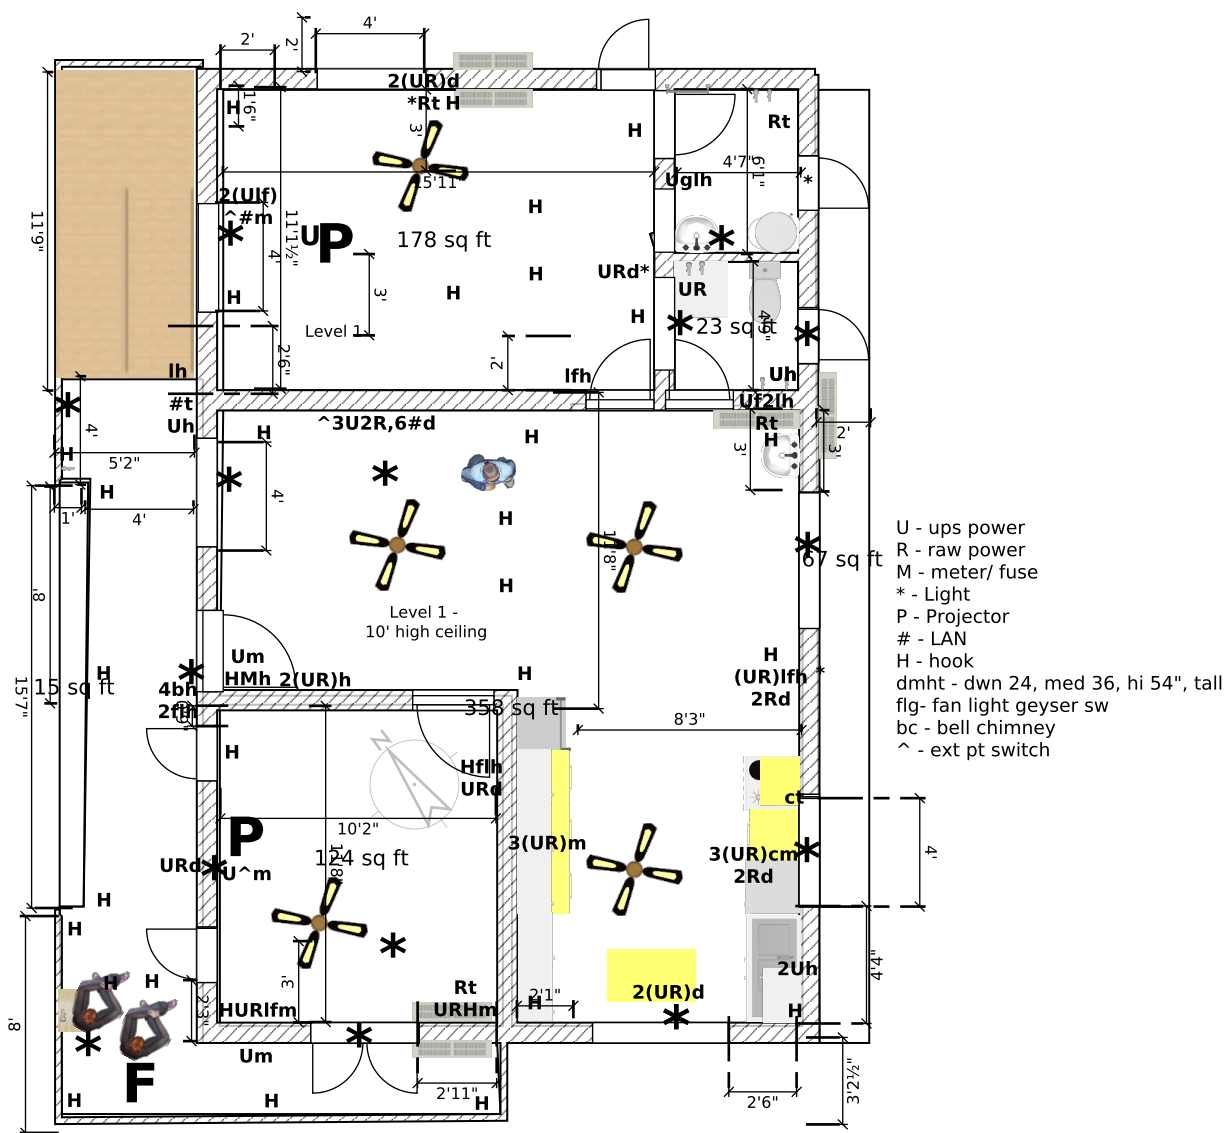 4'
2'
2'
2(UR)d
*Rt H
H
1'6"
3'
H
Rt
4'7"
6'1"
15'11"
Uglh
*
2(Ulf)
^#m
*
11'1½"
4'
U
P
178 sq ft
H
*
11'9"
URd*
H
H
H
3'
UR
H
*
23 sq ft
4'9"
*
Level 1
2'6"
2'
lh
lfh
Uh
*
#t
Uh
Uf2lh
Rt
H
^3U2R,6#d
H
H
4'
H
5'2"
3'
2'
3'
*
*
4'
H
1'
4'
H
11'8"
*
67 sq ft
8'
H
Level 1 -
10' high ceiling
U - ups power
R - raw power
M - meter/ fuse
* - Light
P - Projector
# - LAN
H - hook
dmht - dwn 24, med 36, hi 54", tall
flg- fan light geyser sw
bc - bell chimney
^ - ext pt switch
Um
HMh 2(UR)h
H
H
(UR)lfh
2Rd
*
H
*
15'7"
15 sq ft
4bh
2flh
358 sq ft
8'3"
H
N
Hflh
URd
ct
P
10'2"
124 sq ft
3(UR)m
3(UR)cm
2Rd
*
4'
URd
*
U^m
H
H
*
3'
2'1"
H
2(UR)d
*
2Uh
H
4'4"
H
H
2'3"
HURlfm
Rt
URHm
*
8'
*
Um
F
H
H
H
2'11"
2'6"
3'2½"